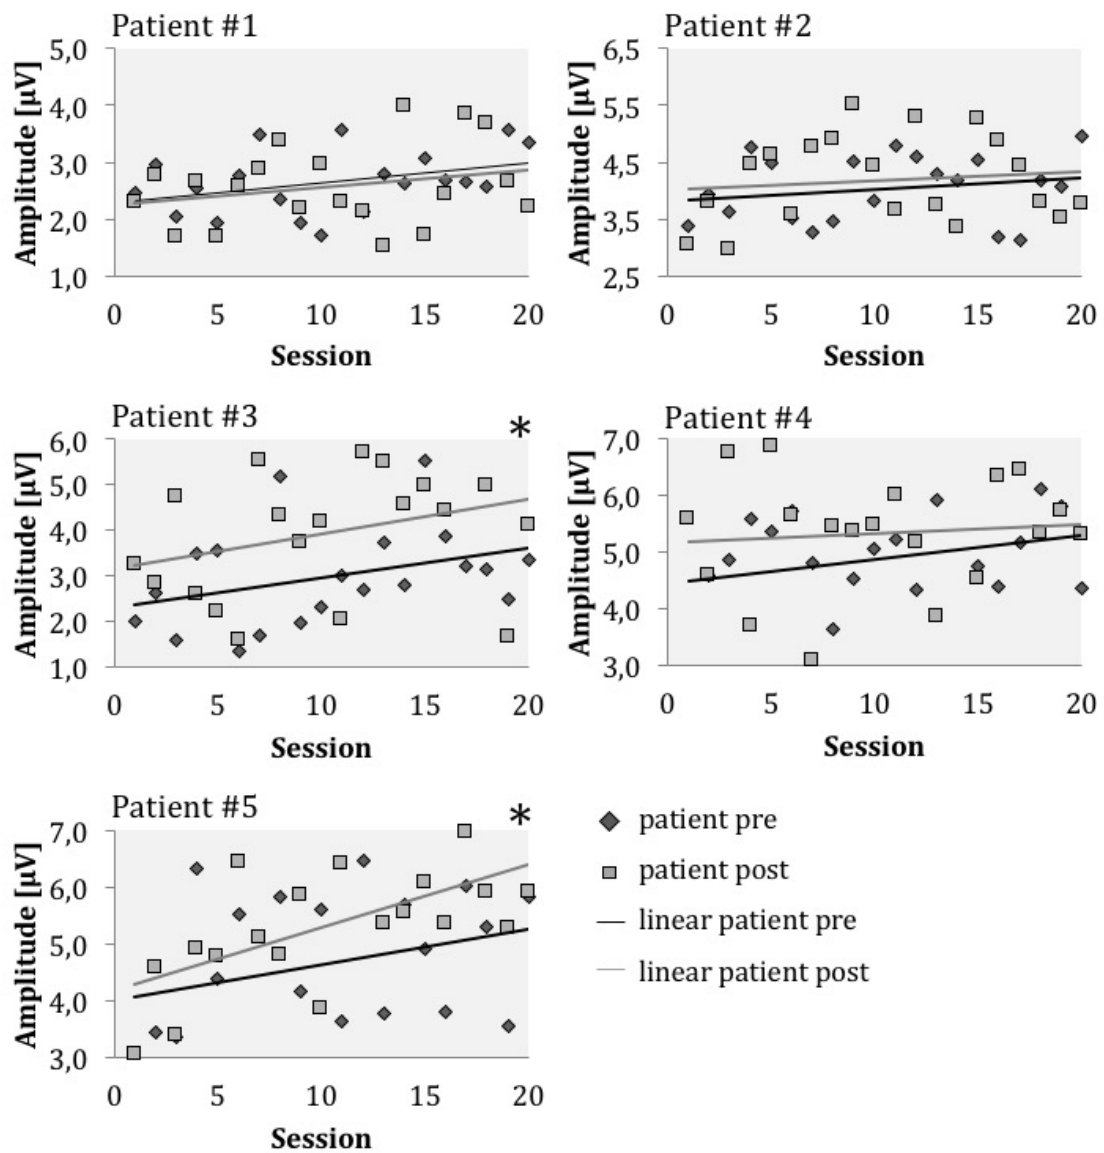 Patient #1
Amplitude [μV]
5,0
4,0
3,0
2,0
1,0
0 5 10 15 20
Session
Patient #2
Amplitude [μV]
6,5
5,5
4,5
3,5
2,5
0 5 10 15 20
Session
Patient #3
*
Amplitude [μV]
6,0
5,0
4,0
3,0
2,0
1,0
0 5 10 15 20
Session
Patient #4
Amplitude [μV]
7,0
6,0
5,0
4,0
3,0
0 5 10 15 20
Session
Patient #5
*
Amplitude [μV]
7,0
6,0
5,0
4,0
3,0
0 5 10 15 20
Session
patient pre
patient post
linear patient pre
linear patient post